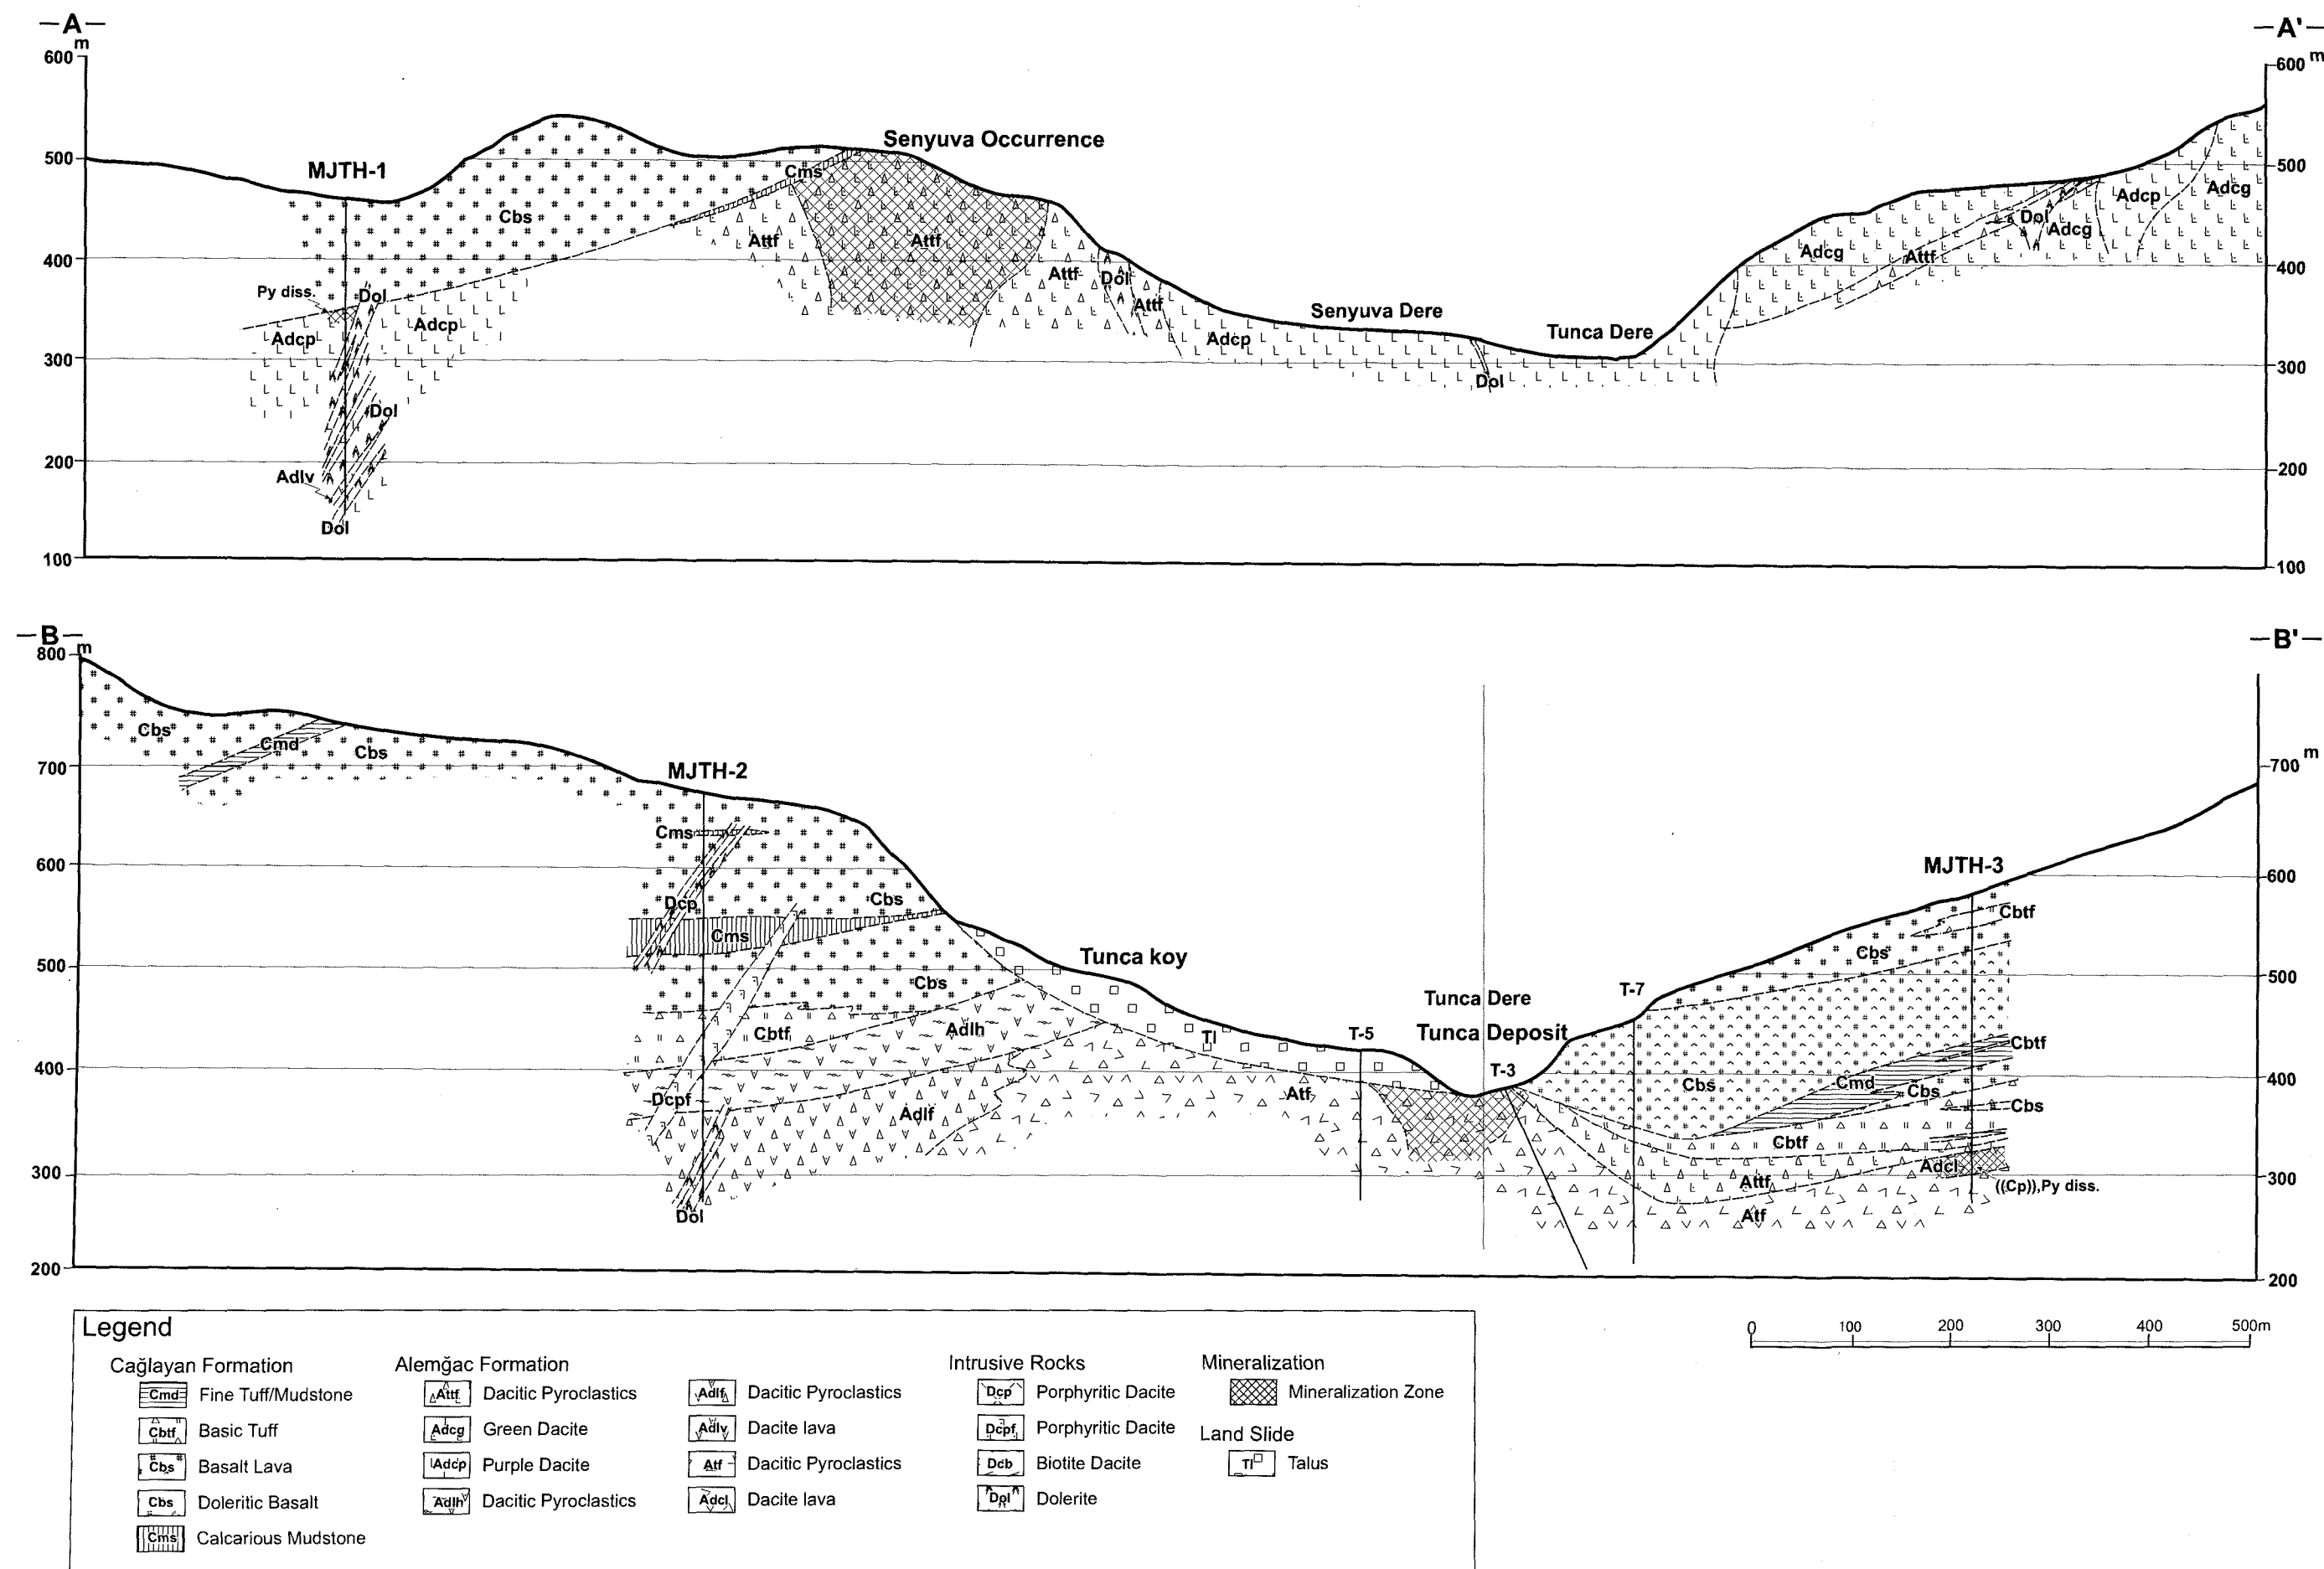 —A—
—A'—
m
600
600 m
Senyuva Occurrence
500
MJTH-1
Cms
500
Adcp
Adcg
Cbs
Dol
Attf
Attf
Adcg
Adcg
400
Attf
Dol
Attf
400
Py diss.
Dol
Attf
Adcp
Adcp
Adcp
Senyuva Dere
Tunca Dere
300
Dol
300
Dol
200
200
Adlv
Dol
100
100
—B—
—B'—
800
m
Cbs
Cmd
Cbs
700
MJTH-2
700 m
Cms
600
MJTH-3
600
Dcp
Cbs
Cbtf
Cms
Cbs
500
Tunca koy
500
Cbs
T-7
Tunca Dere
Cbtf
Adlh
Tl
T-5
Tunca Deposit
Cbtf
400
T-3
400
Dcpf
Atf
Cbs
Cmd
Cbs
Cbs
Adlf
Cbtf
300
Adcl
300
Attf
((Cp)),Py diss.
Dol
Atf
200
200
Legend
Cağlayan Formation
Cmd Fine Tuff/Mudstone
Cbtf Basic Tuff
Cbs Basalt Lava
Cbs Doleritic Basalt
Cms Calcarious Mudstone
Alemğac Formation
Attf Dacitic Pyroclastics
Adcg Green Dacite
Adcp Purple Dacite
Adlh Dacitic Pyroclastics
Adlf Dacitic Pyroclastics
Adlv Dacite lava
Atf Dacitic Pyroclastics
Adcl Dacite lava
Intrusive Rocks
Dcp Porphyritic Dacite
Dcpf Porphyritic Dacite
Dcb Biotite Dacite
Dol Dolerite
Mineralization
Mineralization Zone
Land Slide
Tl Talus
0 100 200 300 400 500m